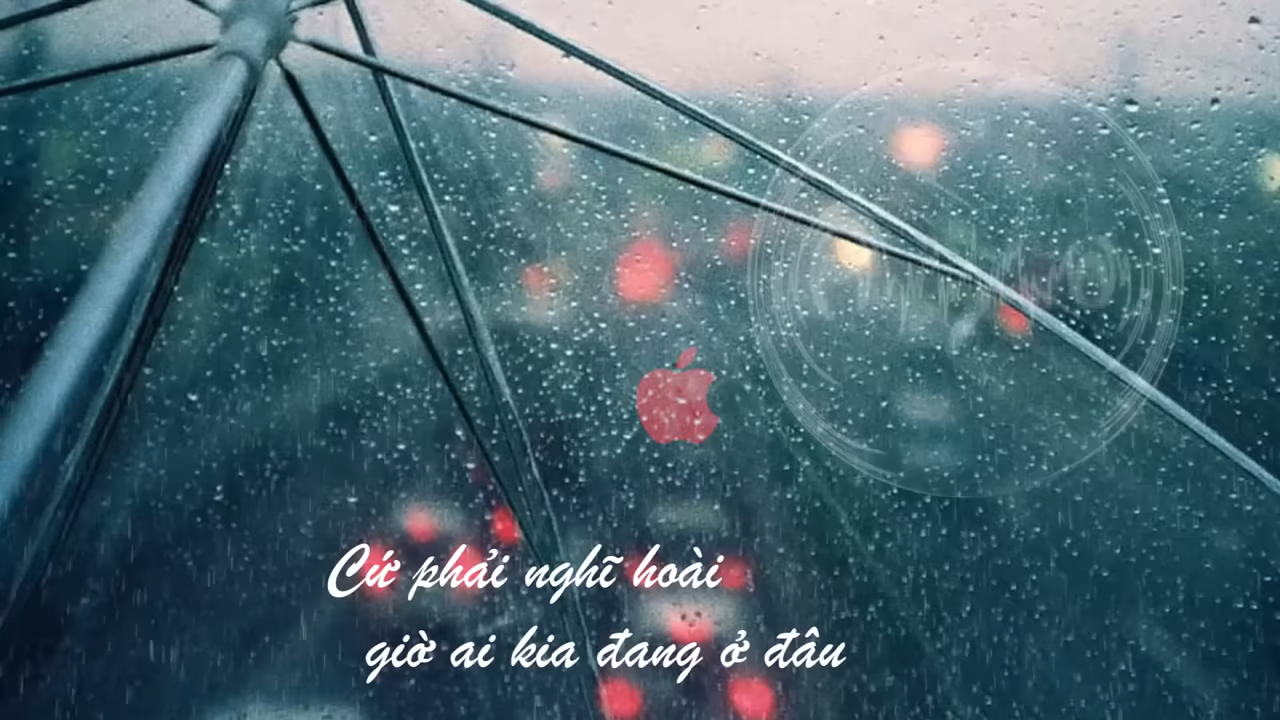 Cứ phải nghĩ hoài
giờ ai kia đang ở đâu